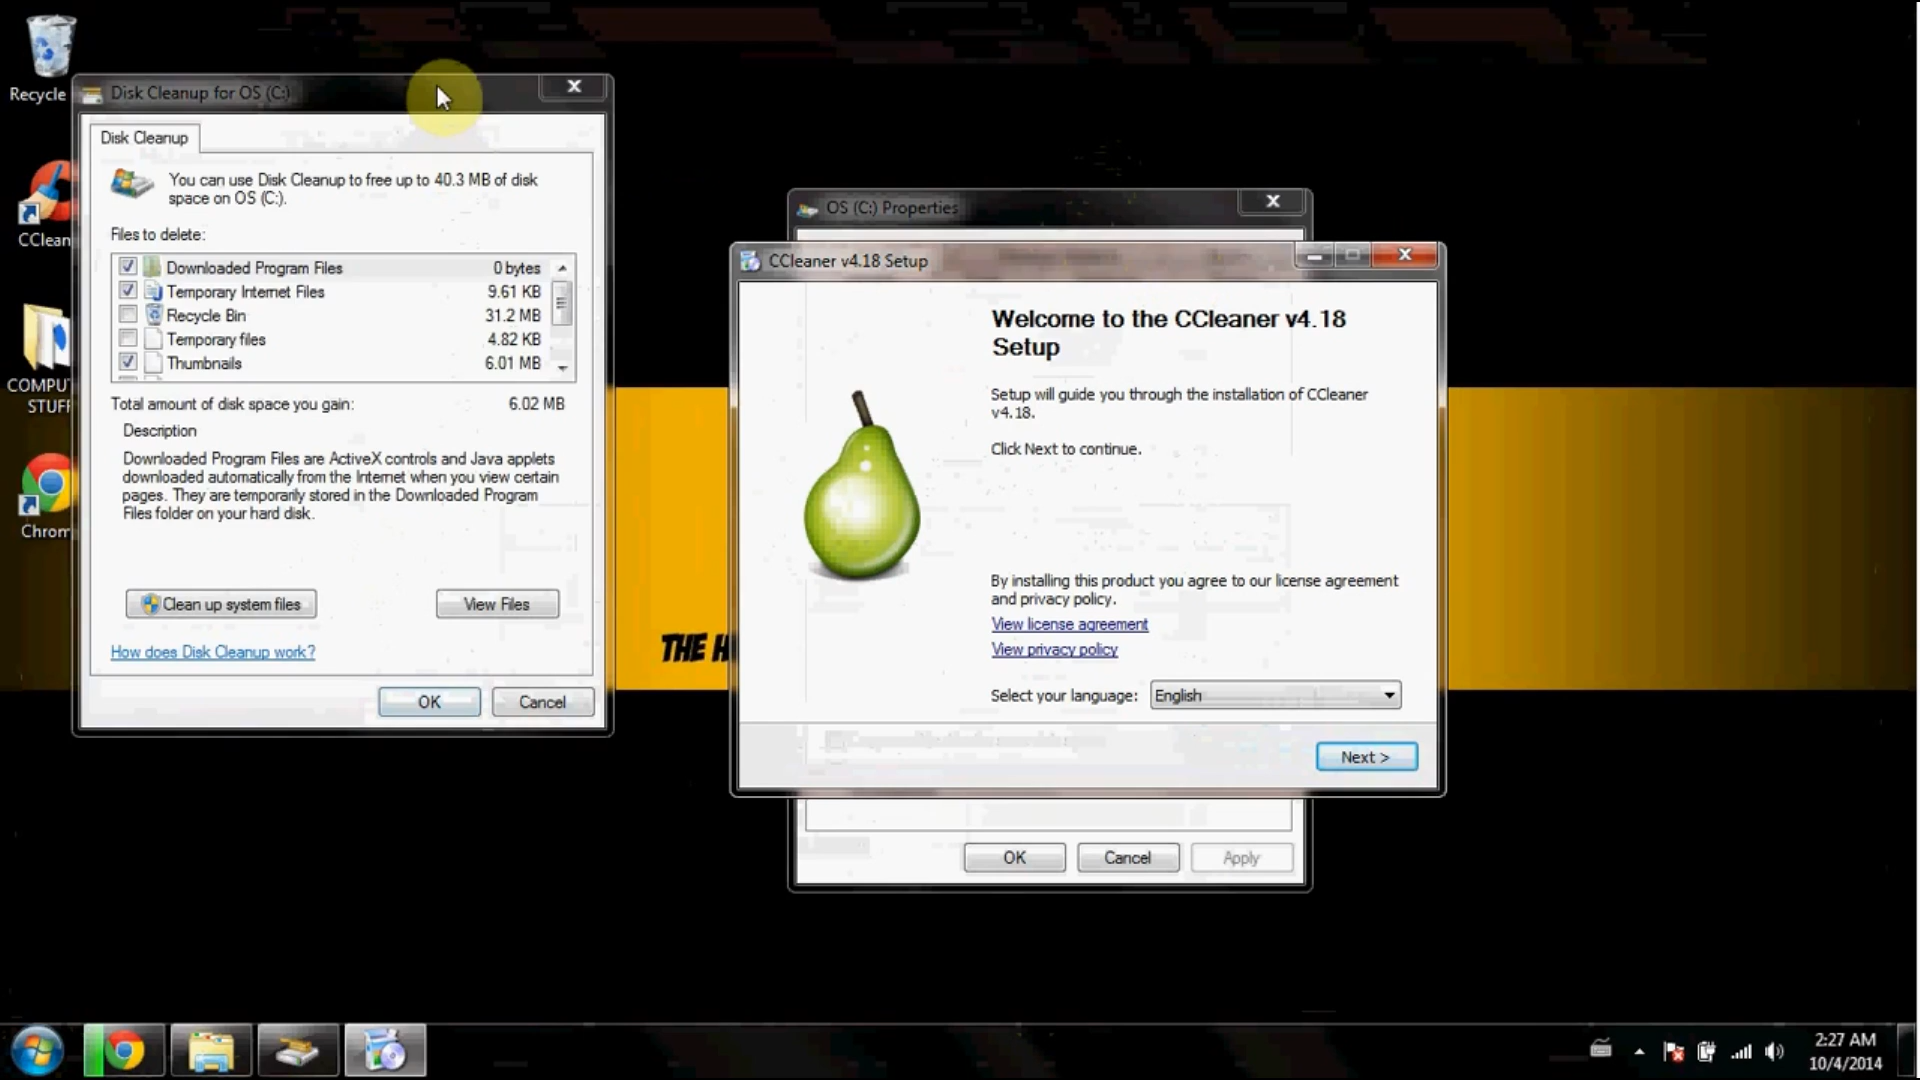 Recycle
CClean
COMPUT
STUFF
Chrom
Disk Cleanup for OS (C:)
Disk Cleanup
You can use Disk Cleanup to free up to 40.3 MB of disk
space on OS (C:).
Files to delete:
Downloaded Program Files 0 bytes
Temporary Internet Files 9.61 KB
Recycle Bin 31.2 MB
Temporary files 4.82 KB
Thumbnails 6.01 MB
Total amount of disk space you gain: 6.02 MB
Description
Downloaded Program Files are ActiveX controls and Java applets
downloaded automatically from the Internet when you view certain
pages. They are temporarily stored in the Downloaded Program
Files folder on your hard disk.
Clean up system files
View Files
How does Disk Cleanup work?
OK
Cancel
THE H
OS (C:) Properties
CCleaner v4.18 Setup
Welcome to the CCleaner v4.18
Setup
Setup will guide you through the installation of CCleaner
v4.18.
Click Next to continue.
By installing this product you agree to our license agreement
and privacy policy.
View license agreement
View privacy policy
Select your language: English
Next >
OK
Cancel
Apply
2:27 AM
10/4/2014